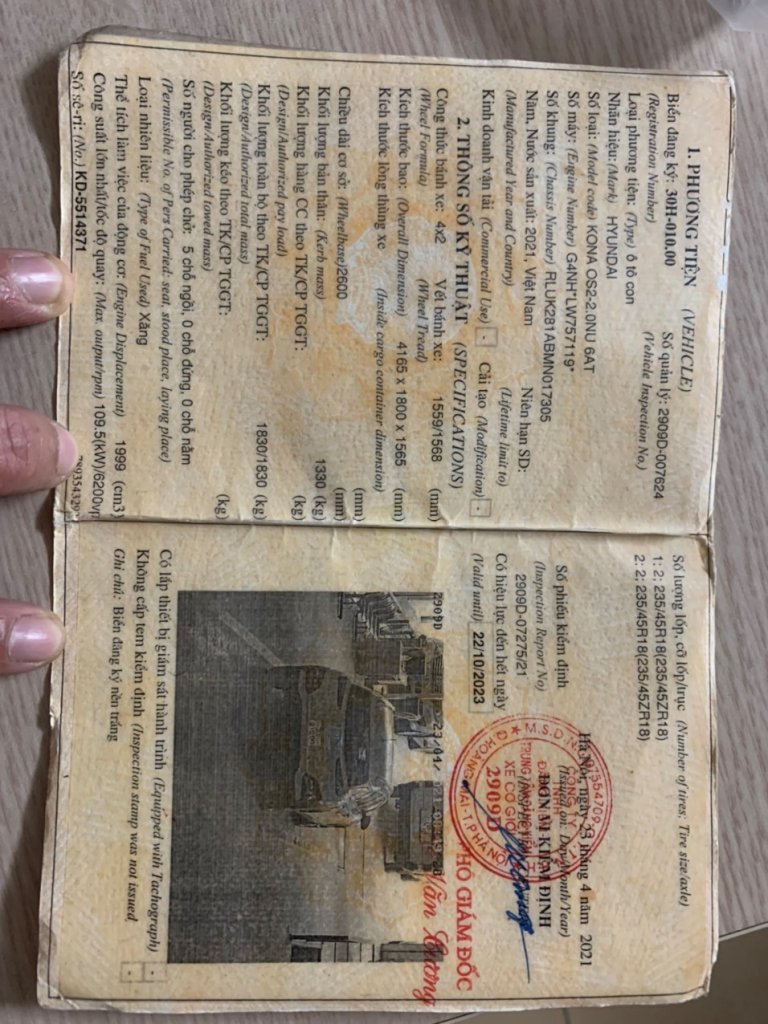 1. PHƯƠNG TIỆN (VEHICLE)
Biển đăng ký: 30H-010.00 Số quản lý: 2909D-007624
(Registration Number) (Vehicle Inspection No.)
Loại phương tiện: (Type) ô tô con
Nhãn hiệu: (Mark) HYUNDAI
Số loại: (Model code) KONA OS2-2.0NU 6AT
Số máy: (Engine Number) G4NH*LW757119*
Số khung: (Chassis Number) RLUK281ABMN017305
Năm, Nước sản xuất: 2021, Việt Nam Niên hạn SD:
(Manufactured Year and Country) (Lifetime limit to)
Kinh doanh vận tải (Commercial Use) - Cải tạo (Modification) -
2. THÔNG SỐ KỸ THUẬT (SPECIFICATIONS)
Công thức bánh xe: 4x2 Vết bánh xe: 1559/1568 (mm)
(Wheel Formula) (Wheel Tread)
Kích thước bao: (Overall Dimension) 4165 x 1800 x 1565 (mm)
Kích thước lòng thùng xe (Inside cargo container dimension)
(mm)
Chiều dài cơ sở: (Wheelbase) 2600 (mm)
Khối lượng bản thân: (Kerb mass) 1330 (kg)
Khối lượng hàng CC theo TK/CP TGGT: (kg)
(Design/Authorized pay load)
Khối lượng toàn bộ theo TK/CP TGGT: 1830/1830 (kg)
(Design/Authorized total mass)
Khối lượng kéo theo TK/CP TGGT: (kg)
(Design/Authorized towed mass)
Số người cho phép chở: 5 chỗ ngồi, 0 chỗ đứng, 0 chỗ nằm
(Permissible No. of Pers Carried: seat, stood place, laying place)
Loại nhiên liệu: (Type of Fuel Used) Xăng
Thể tích làm việc của động cơ: (Engine Displacement) 1999 (cm3)
Công suất lớn nhất/tốc độ quay: (Max. output/rpm) 109.5(kW)/6200vp
Số sê-ri: (No.) KD-5514371
Số lượng lốp, cỡ lốp/trục (Number of tires; Tire size/axle)
1: 2: 235/45R18(235/45ZR18)
2: 2: 235/45R18(235/45ZR18)
Số phiếu kiểm định
(Inspection Report No)
2909D-07275/21
Có hiệu lực đến hết ngày
(Valid until) 22/10/2023
Hà Nội, ngày 23 tháng 4 năm 2021
(Issued on: Day/Month/Year)
ĐƠN VỊ KIỂM ĐỊNH
XE CƠ GIỚI
2909D
PHÓ GIÁM ĐỐC
2909D
Có lắp thiết bị giám sát hành trình (Equipped with Tachograph) -
Không cấp tem kiểm định (Inspection stamp was not issued) -
Ghi chú: Biển đăng ký nền trắng